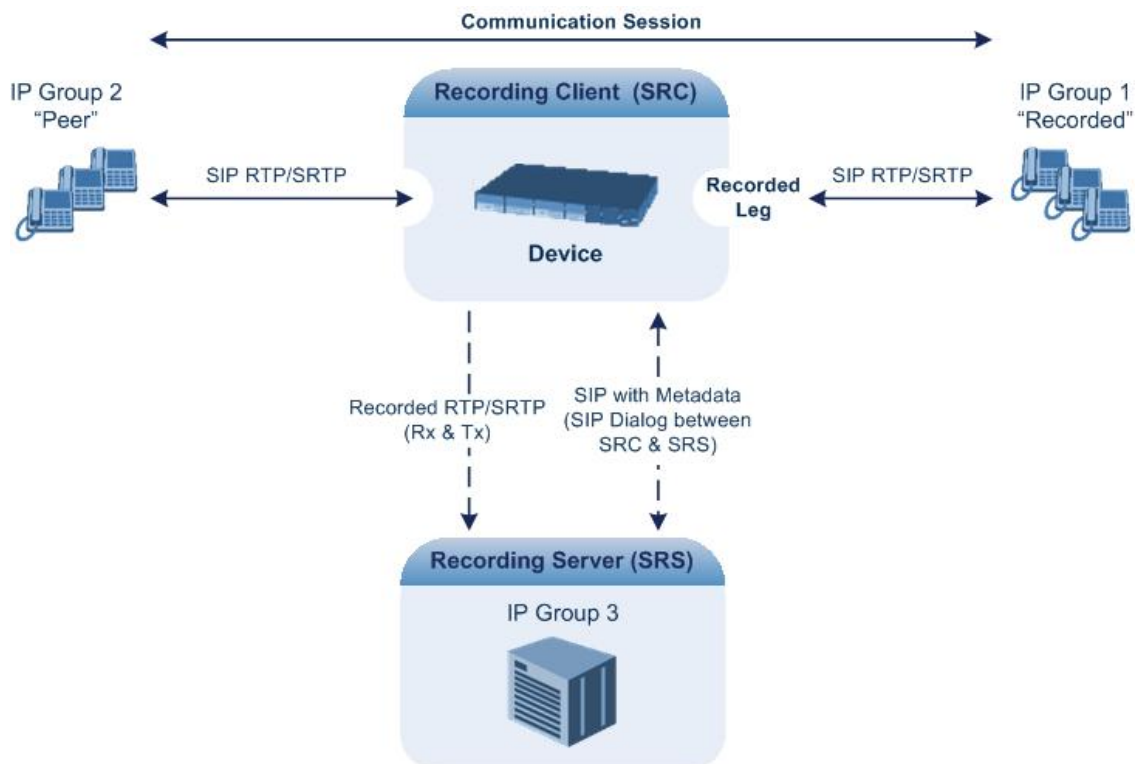 Communication Session
IP Group 2
“Peer”
Recording Client (SRC)
IP Group 1
“Recorded”
SIP RTP/SRTP
Recorded
Leg
SIP RTP/SRTP
Device
Recorded RTP/SRTP
(Rx & Tx)
SIP with Metadata
(SIP Dialog between
SRC & SRS)
Recording Server (SRS)
IP Group 3